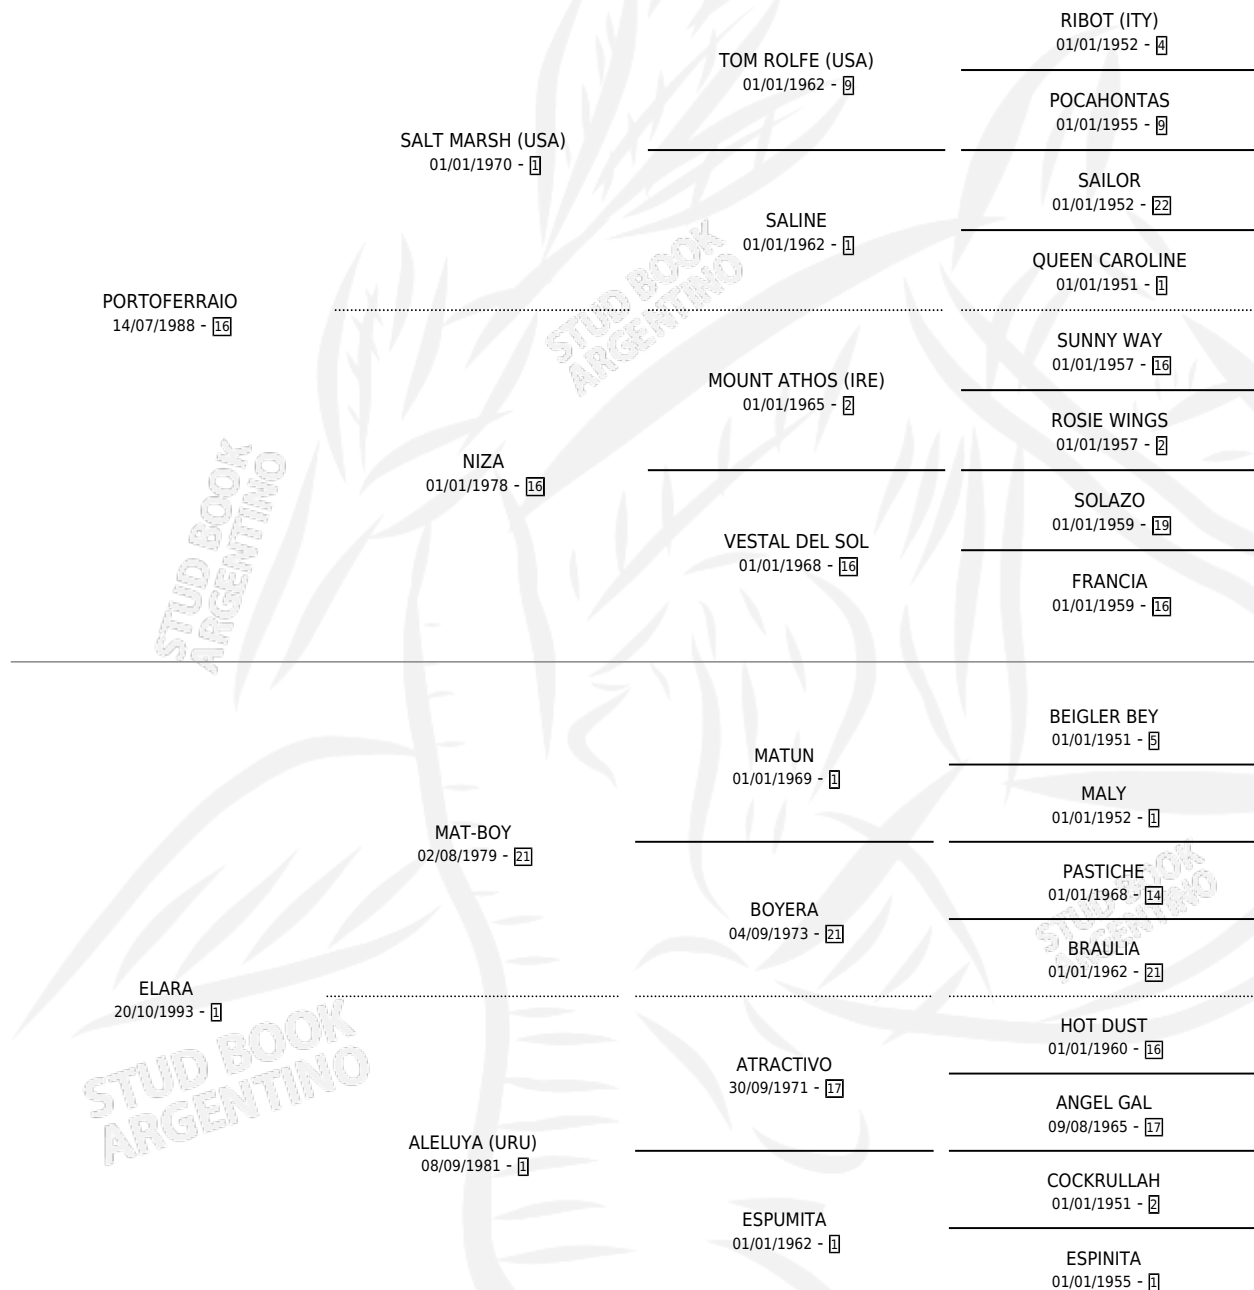 RIBOT (ITY)
01/01/1952 - 4
TOM ROLFE (USA)
01/01/1962 - 9
POCAHONTAS
01/01/1955 - 9
SALT MARSH (USA)
01/01/1970 - 1
SAILOR
01/01/1952 - 22
SALINE
01/01/1962 - 1
QUEEN CAROLINE
01/01/1951 - 1
PORTOFERRAIO
14/07/1988 - 16
SUNNY WAY
01/01/1957 - 16
MOUNT ATHOS (IRE)
01/01/1965 - 2
ROSIE WINGS
01/01/1957 - 2
NIZA
01/01/1978 - 16
SOLAZO
01/01/1959 - 19
VESTAL DEL SOL
01/01/1968 - 16
FRANCIA
01/01/1959 - 16
BEIGLER BEY
01/01/1951 - 5
MATUN
01/01/1969 - 1
MALY
01/01/1952 - 1
MAT-BOY
02/08/1979 - 21
PASTICHE
01/01/1968 - 14
BOYERA
04/09/1973 - 21
BRAULIA
01/01/1962 - 21
ELARA
20/10/1993 - 1
HOT DUST
01/01/1960 - 16
ATRACTIVO
30/09/1971 - 17
ANGEL GAL
09/08/1965 - 17
ALELUYA (URU)
08/09/1981 - 1
COCKRULLAH
01/01/1951 - 2
ESPUMITA
01/01/1962 - 1
ESPINITA
01/01/1955 - 1
STUD BOOK
ARGENTINO
STUD BOOK
ARGENTINO
STUD BOOK
ARGENTINO
STUD BOOK
ARGENTINO